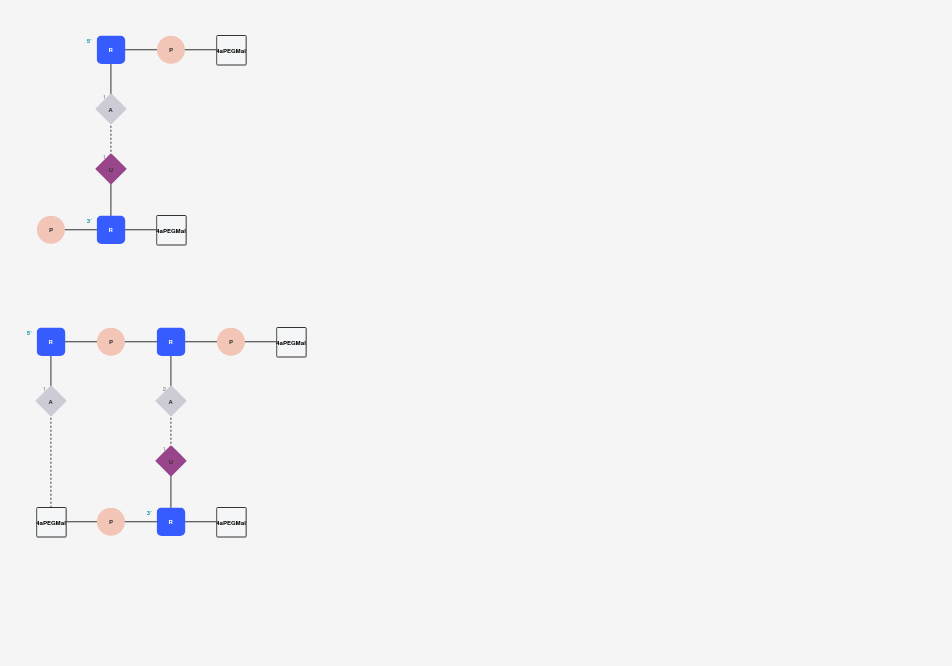 5'
R P 4aPEGMal
1
A
1
U
3'
P R 4aPEGMal
5'
R P R P 4aPEGMal
1 2
A A
1
U
3'
4aPEGMal P R 4aPEGMal